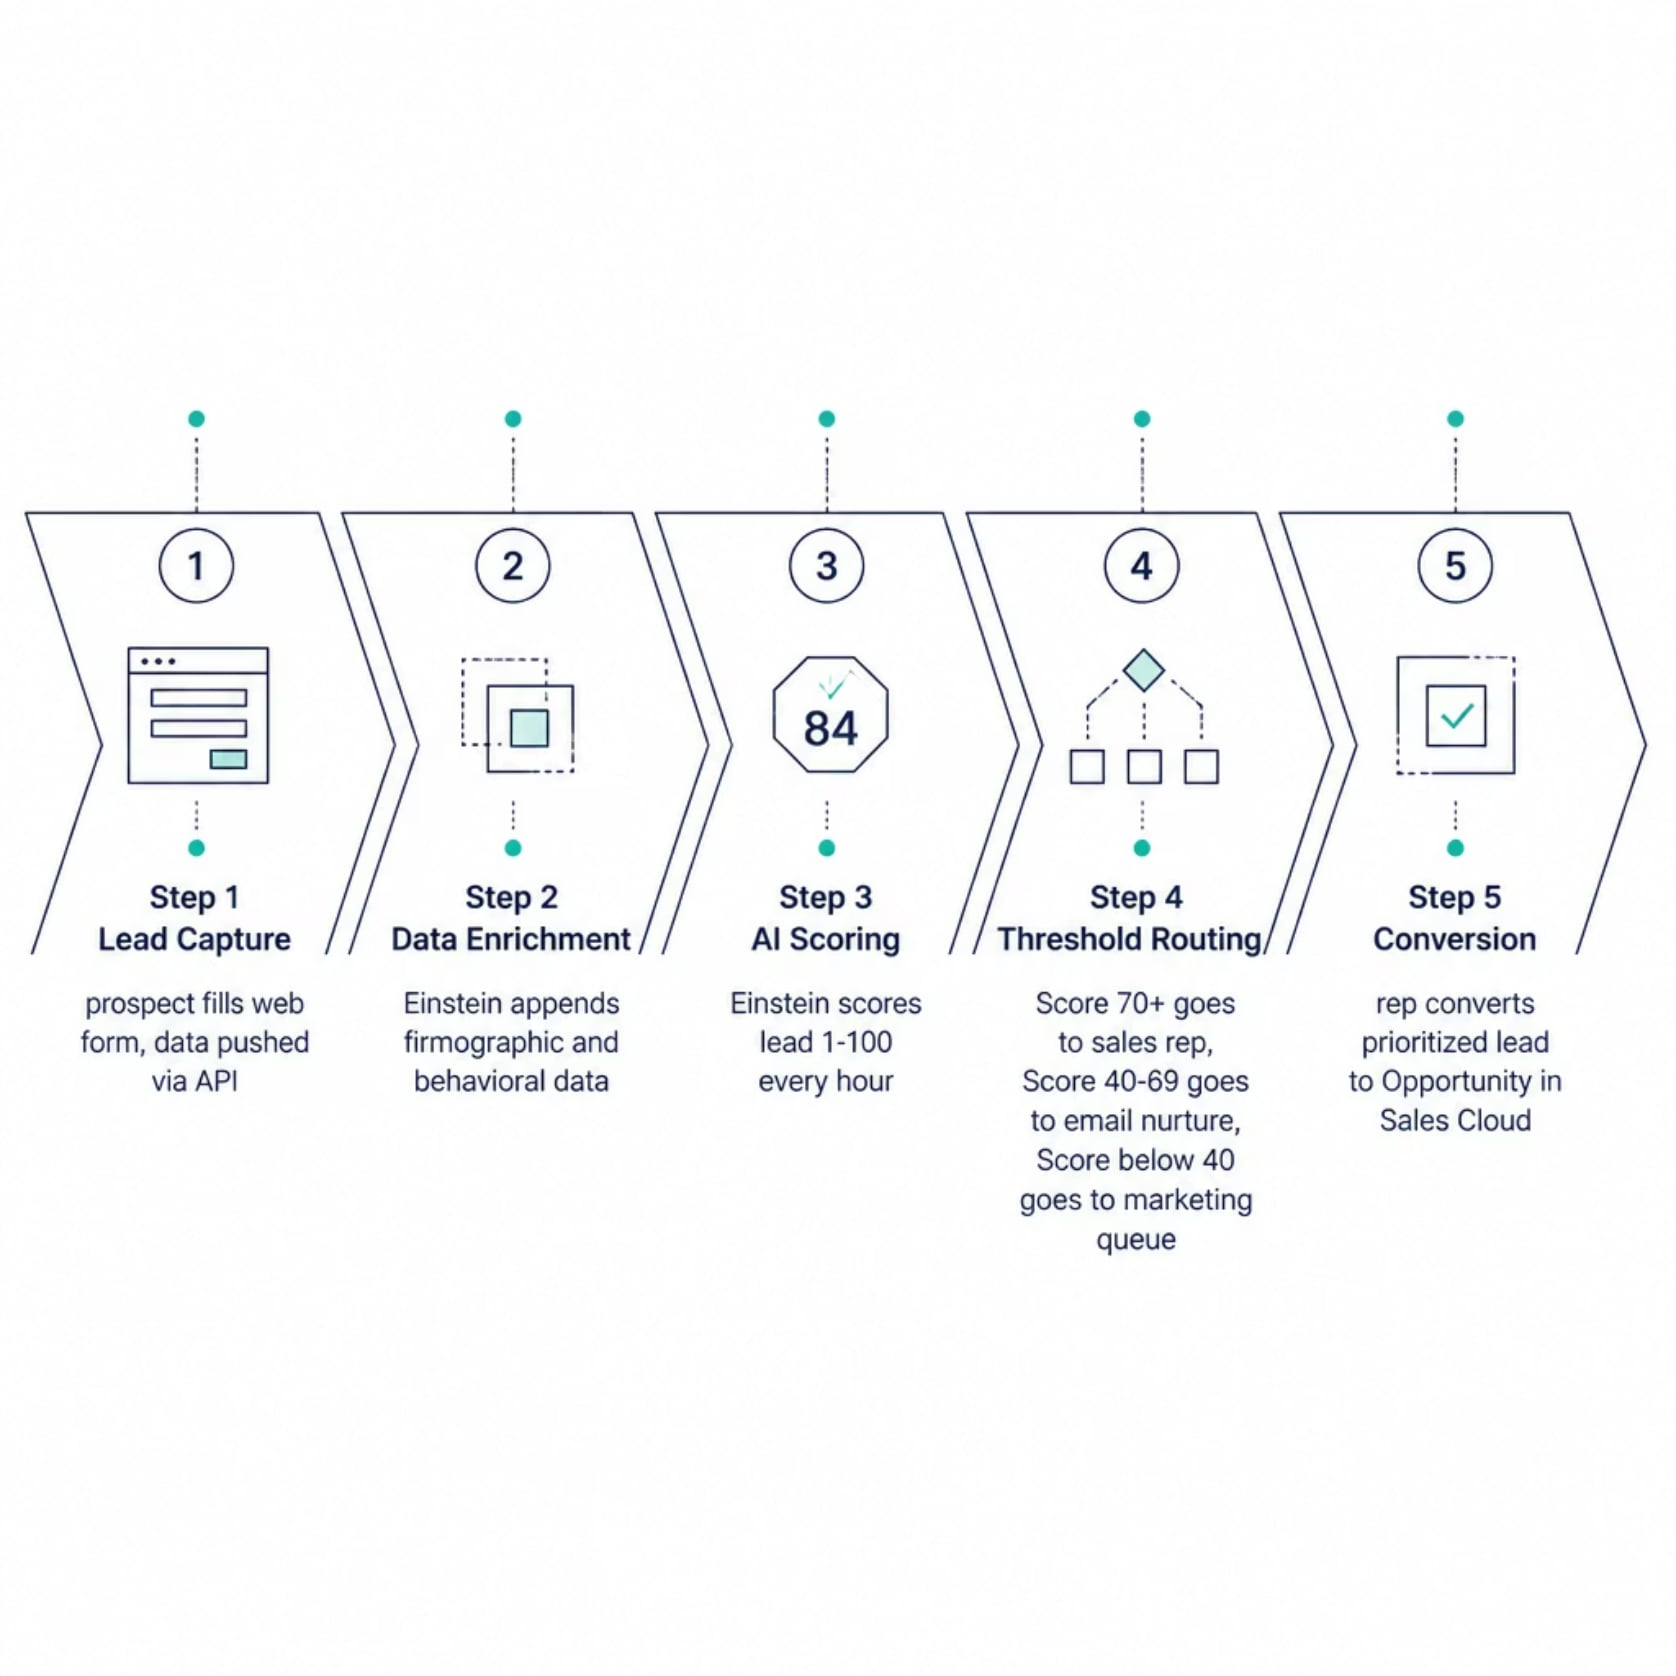 1
2
3
4
5
84
Step 1
Lead Capture
prospect fills web
form, data pushed
via API
Step 2
Data Enrichment
Einstein appends
firmographic and
behavioral data
Step 3
AI Scoring
Einstein scores
lead 1-100
every hour
Step 4
Threshold Routing
Score 70+ goes
to sales rep,
Score 40-69 goes
to email nurture,
Score below 40
goes to marketing
queue
Step 5
Conversion
rep converts
prioritized lead
to Opportunity in
Sales Cloud